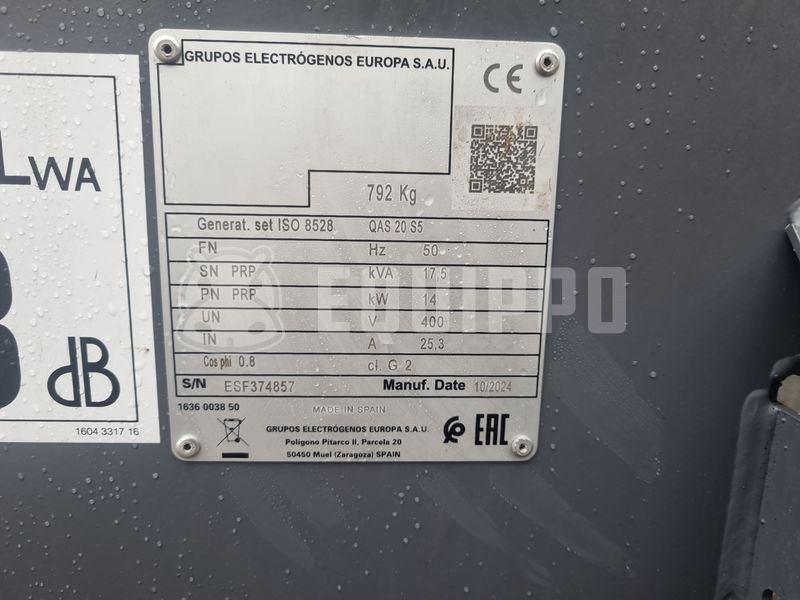 LWA
dB
1604 3317 16
GRUPOS ELECTRÓGENOS EUROPA S.A.U.
CE
792 Kg
Generat. set ISO 8528 QAS 20 S5
FN Hz 50
SN PRP kVA 17,5
PN PRP kW 14
UN V 400
IN A 25,3
Cos phi 0.8 cl. G 2
S/N ESF374857 Manuf. Date 10/2024
1636 0038 50 MADE IN SPAIN
GRUPOS ELECTRÓGENOS EUROPA S.A.U.
Polígono Pitarco II, Parcela 20
50450 Muel (Zaragoza) SPAIN
EAC
EQUIPPO